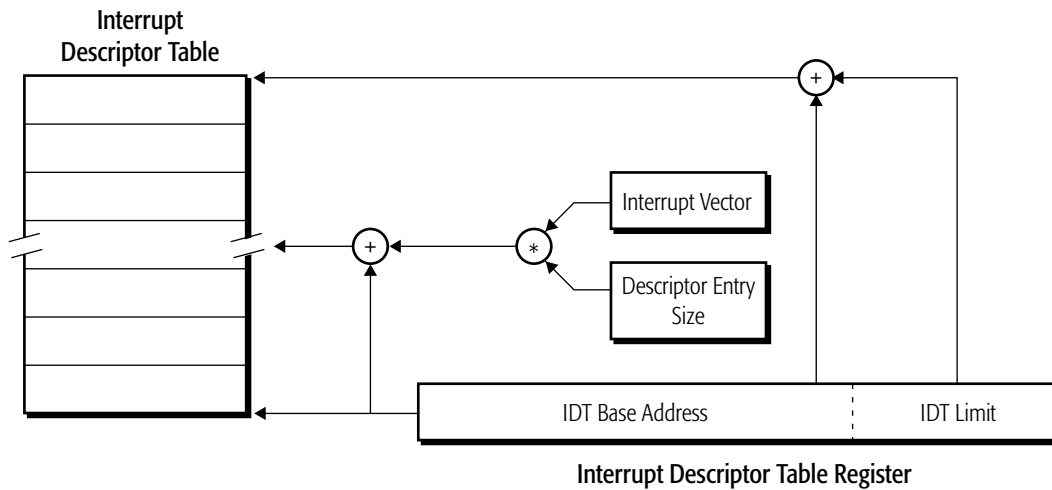 Interrupt
Descriptor Table
+
Interrupt Vector
+
*
Descriptor Entry
Size
IDT Base Address
IDT Limit
Interrupt Descriptor Table Register